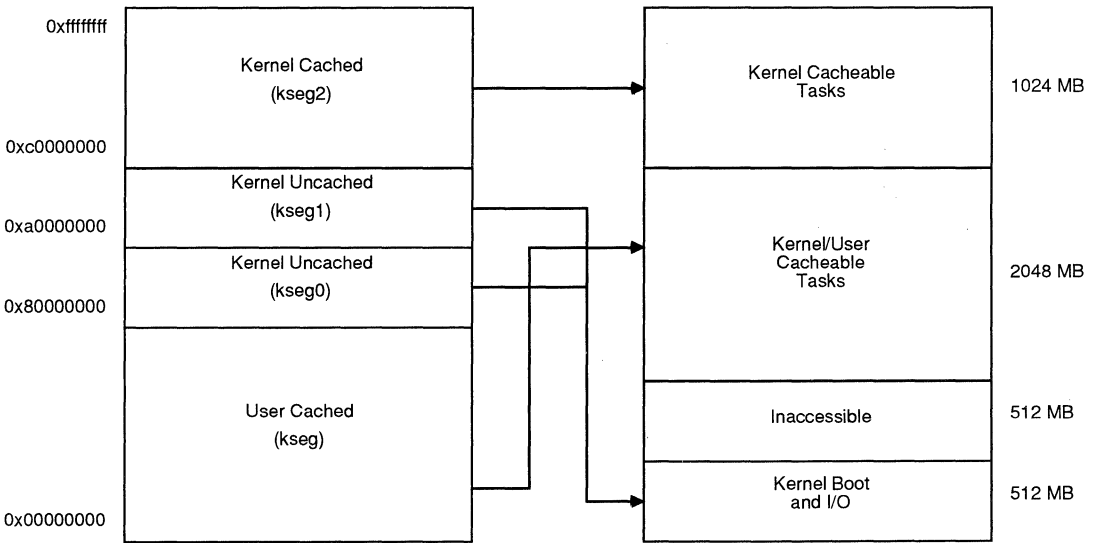 0xffffffff
Kernel Cached
(kseg2)
0xc0000000
Kernel Uncached
(kseg1)
0xa0000000
Kernel Uncached
(kseg0)
0x80000000
User Cached
(kseg)
0x00000000
Kernel Cacheable
Tasks
1024 MB
Kernel/User
Cacheable
Tasks
2048 MB
Inaccessible
512 MB
Kernel Boot
and I/O
512 MB